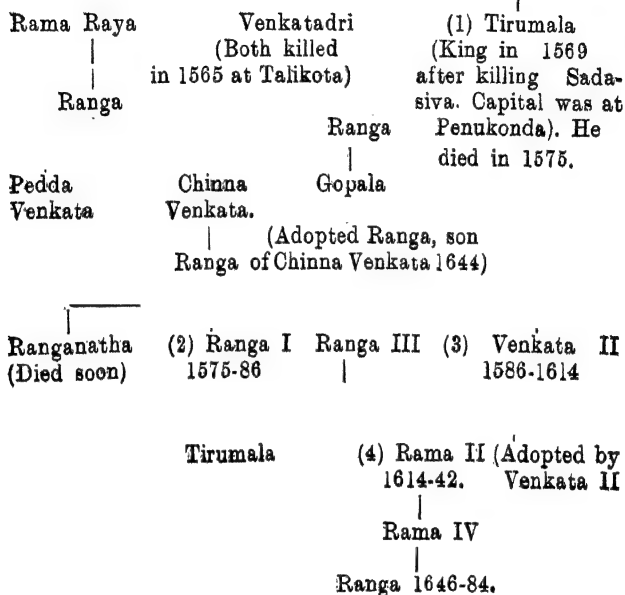 Rama Raya Venkatadri (1) Tirumala
(Both killed (King in 1569
in 1565 at Talikota) after killing Sada-
Ranga siva. Capital was at
Ranga Penukonda). He
died in 1575.
Pedda Chinna Gopala
Venkata Venkata.
(Adopted Ranga, son
Ranga of Chinna Venkata 1644)
Ranganatha (2) Ranga I Ranga III (3) Venkata II
(Died soon) 1575-86 1586-1614
Tirumala (4) Rama II (Adopted by
1614-42. Venkata II
Rama IV
Ranga 1646-84.